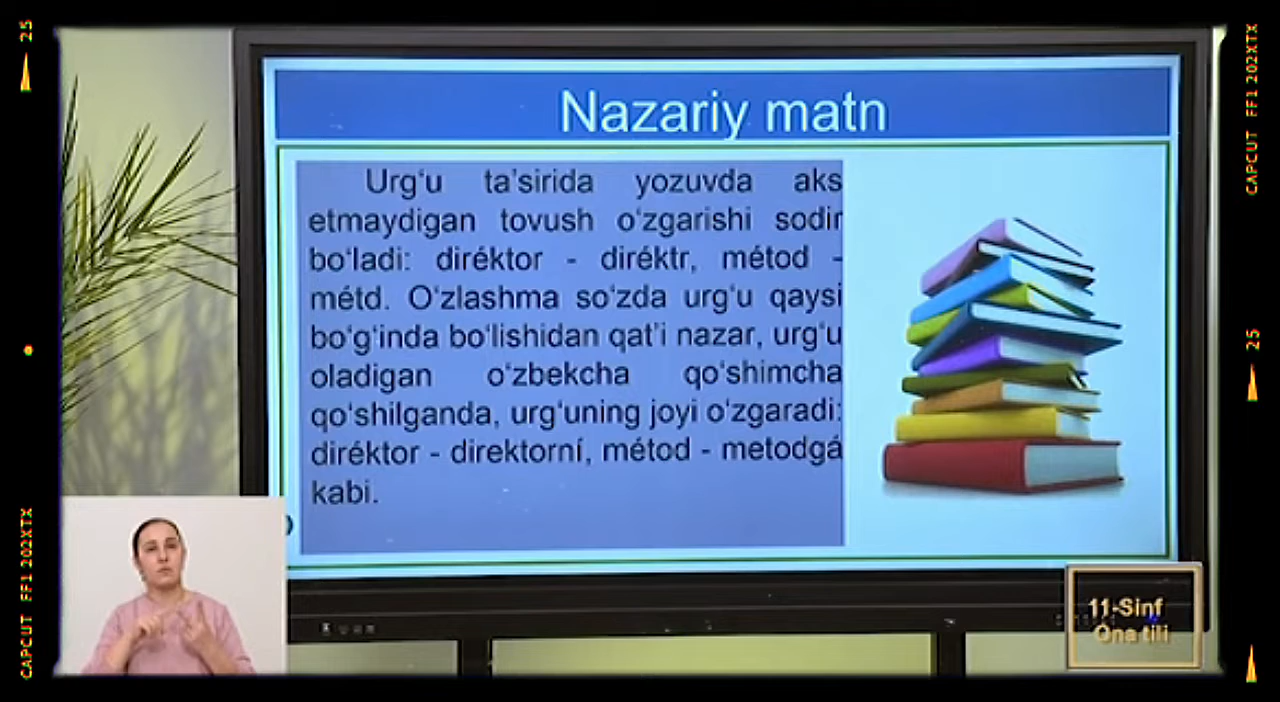 25
CAPCUT FF1 202XTX
Nazariy matn
Urg‘u ta’sirida yozuvda aks
etmaydigan tovush o‘zgarishi sodir
bo‘ladi: diréktor - diréktr, métod -
métd. O‘zlashma so‘zda urg‘u qaysi
bo‘g‘inda bo‘lishidan qat’i nazar, urg‘u
oladigan o‘zbekcha qo‘shimcha
qo‘shilganda, urg‘uning joyi o‘zgaradi:
diréktor - direktorní, métod - metodgá
kabi.
25
CAPCUT FF1 202XTX
11-Sinf
Ona tili